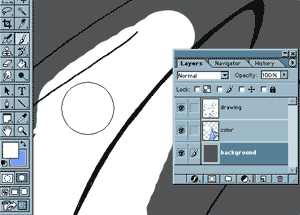 Layers Navigator History
Normal Opacity: 100%
Lock:
drawing
color
background
T